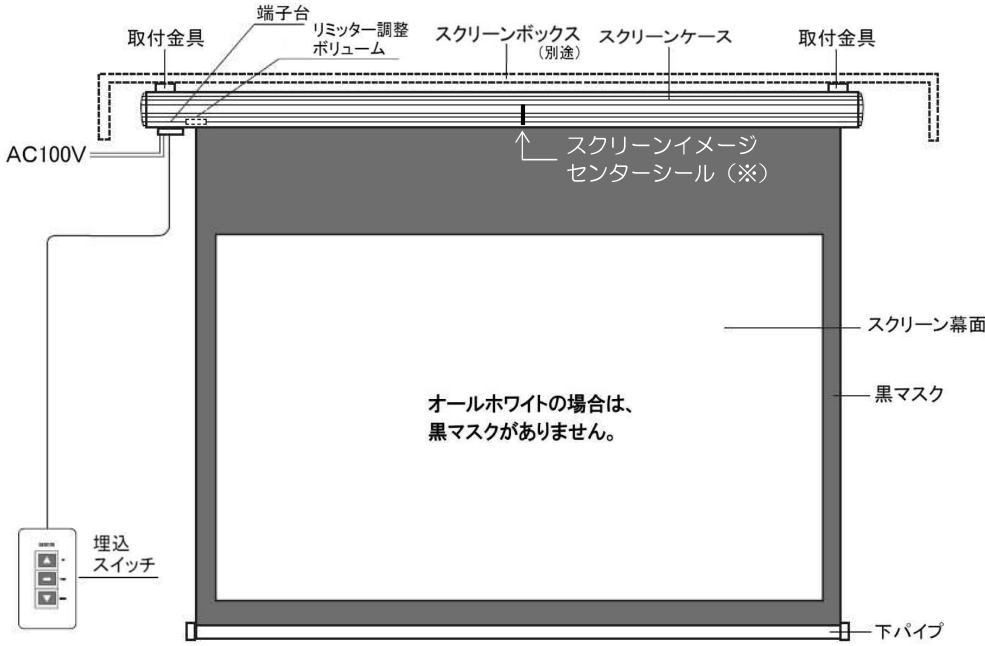 端子台
リミッター調整
ボリューム
取付金具
スクリーンボックス
(別途)
スクリーンケース
取付金具
AC100V
スクリーンイメージ
センターシール（※）
スクリーン幕面
黒マスク
オールホワイトの場合は、
黒マスクがありません。
埋込
スイッチ
下パイプ